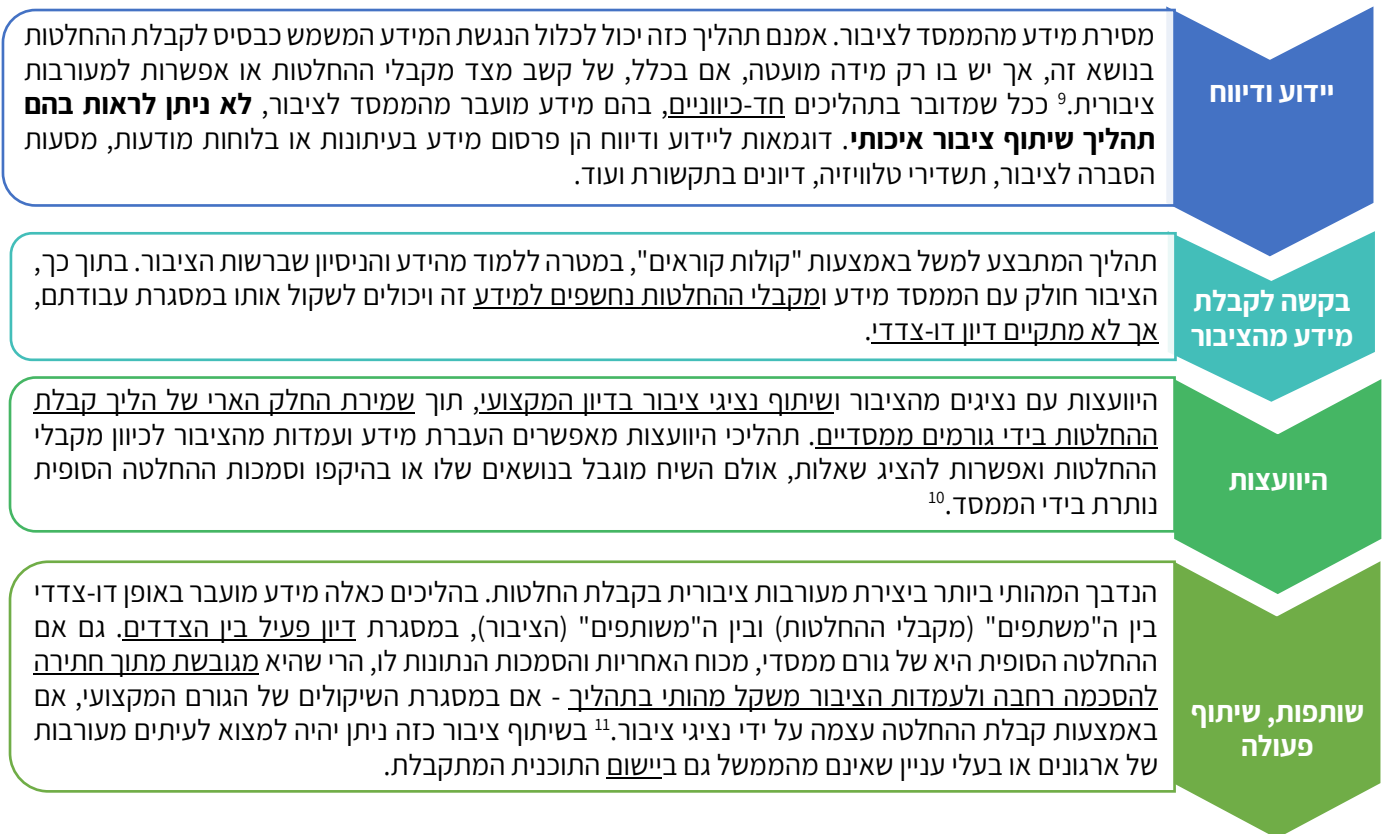 יידוע ודיווח
מסירת מידע מהממסד לציבור. אמנם תהליך כזה יכול לכלול הנגשת המידע המשמש כבסיס לקבלת ההחלטות
בנושא זה, אך יש בו רק מידה מועטה, אם בכלל, של קשב מצד מקבלי ההחלטות או אפשרות למעורבות
ציבורית.9 ככל שמדובר בתהליכים חד-כיווניים, בהם מידע מועבר מהממסד לציבור, לא ניתן לראות בהם
תהליך שיתוף ציבור איכותי. דוגמאות ליידוע ודיווח הן פרסום מידע בעיתונות או בלוחות מודעות, מסעות
הסברה לציבור, תשדירי טלוויזיה, דיונים בתקשורת ועוד.
בקשה לקבלת
מידע מהציבור
תהליך המתבצע למשל באמצעות "קולות קוראים", במטרה ללמוד מהידע והניסיון שברשות הציבור. בתוך כך,
הציבור חולק עם הממסד מידע ומקבלי ההחלטות נחשפים למידע זה ויכולים לשקול אותו במסגרת עבודתם,
אך לא מתקיים דיון דו-צדדי.
היוועצות
היוועצות עם נציגים מהציבור ושיתוף נציגי ציבור בדיון המקצועי, תוך שמירת החלק הארי של הליך קבלת
ההחלטות בידי גורמים ממסדיים. תהליכי היוועצות מאפשרים העברת מידע ועמדות מהציבור לכיוון מקבלי
ההחלטות ואפשרות להציג שאלות, אולם השיח מוגבל בנושאים שלו או בהיקפו וסמכות ההחלטה הסופית
נותרת בידי הממסד.10
שותפות, שיתוף
פעולה
הנדבך המהותי ביותר ביצירת מעורבות ציבורית בקבלת החלטות. בהליכים כאלה מידע מועבר באופן דו-צדדי
בין ה"משתפים" (מקבלי ההחלטות) ובין ה"משותפים" (הציבור), במסגרת דיון פעיל בין הצדדים. גם אם
ההחלטה הסופית היא של גורם ממסדי, מכוח האחריות והסמכות הנתונות לו, הרי שהיא מגובשת מתוך חתירה
להסכמה רחבה ולעמדות הציבור משקל מהותי בתהליך - אם במסגרת השיקולים של הגורם המקצועי, אם
באמצעות קבלת ההחלטה עצמה על ידי נציגי ציבור.11 בשיתוף ציבור כזה ניתן יהיה למצוא לעיתים מעורבות
של ארגונים או בעלי עניין שאינם מהממשל גם ביישום התוכנית המתקבלת.